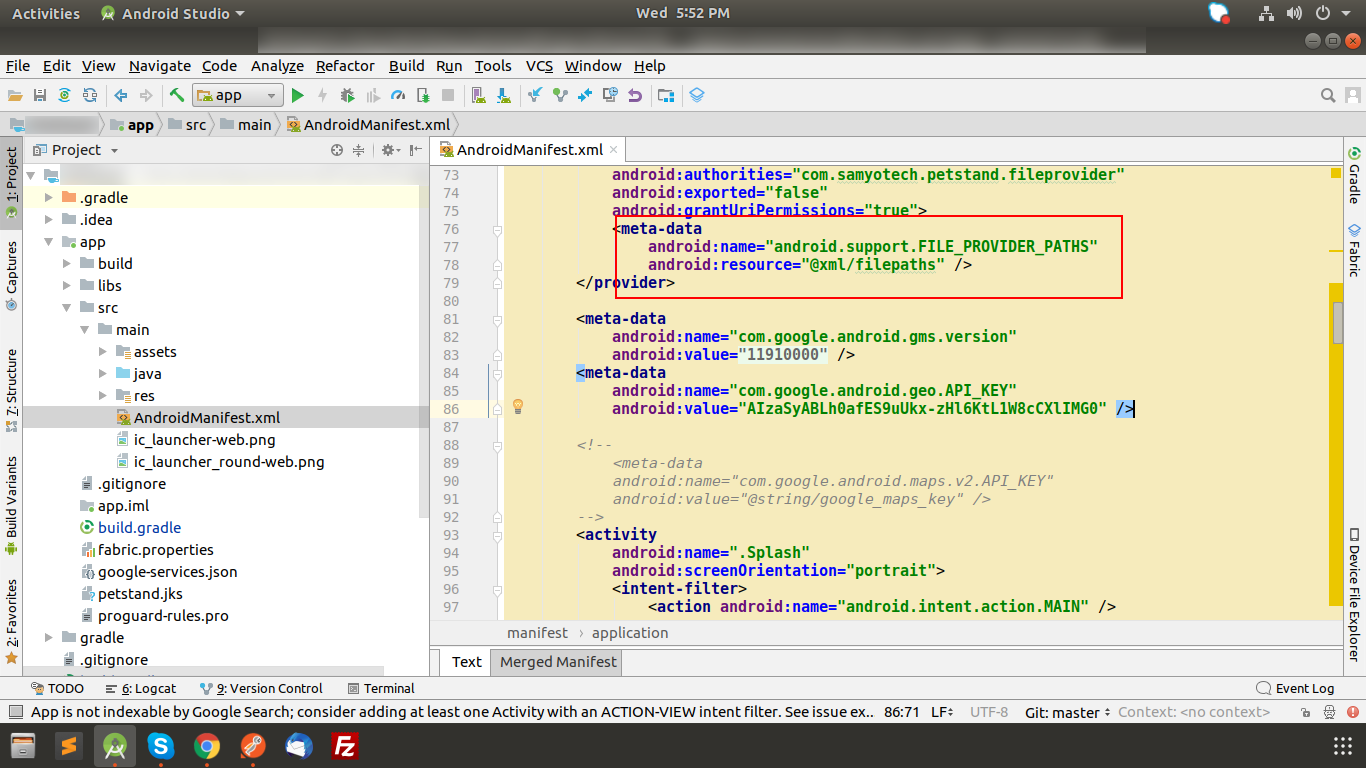 Activities Android Studio Wed 5:52 PM
File Edit View Navigate Code Analyze Refactor Build Run Tools VCS Window Help
app
app src main AndroidManifest.xml
Project
AndroidManifest.xml
1: Project
Captures
7: Structure
Build Variants
2: Favorites
.gradle
.idea
app
build
libs
src
main
assets
java
res
AndroidManifest.xml
ic_launcher-web.png
ic_launcher_round-web.png
.gitignore
app.iml
build.gradle
fabric.properties
google-services.json
petstand.jks
proguard-rules.pro
gradle
.gitignore
73 android:authorities="com.samyotech.petstand.fileprovider"
74 android:exported="false"
75 android:grantUriPermissions="true">
76 <meta-data
77 android:name="android.support.FILE_PROVIDER_PATHS"
78 android:resource="@xml/filepaths" />
79 </provider>
80
81 <meta-data
82 android:name="com.google.android.gms.version"
83 android:value="11910000" />
84 <meta-data
85 android:name="com.google.android.geo.API_KEY"
86 android:value="AIzaSyABLh0afES9uUkx-zHl6KtL1W8cCXlIMG0" />
87
88 <!--
89 <meta-data
90 android:name="com.google.android.maps.v2.API_KEY"
91 android:value="@string/google_maps_key" />
92 -->
93 <activity
94 android:name=".Splash"
95 android:screenOrientation="portrait">
96 <intent-filter>
97 <action android:name="android.intent.action.MAIN" />
manifest › application
Text Merged Manifest
Gradle
Fabric
Device File Explorer
TODO 6: Logcat 9: Version Control Terminal Event Log
App is not indexable by Google Search; consider adding at least one Activity with an ACTION-VIEW intent filter. See issue ex.. 86:71 LF÷ UTF-8 Git: master÷ Context: <no context>
S
Fz